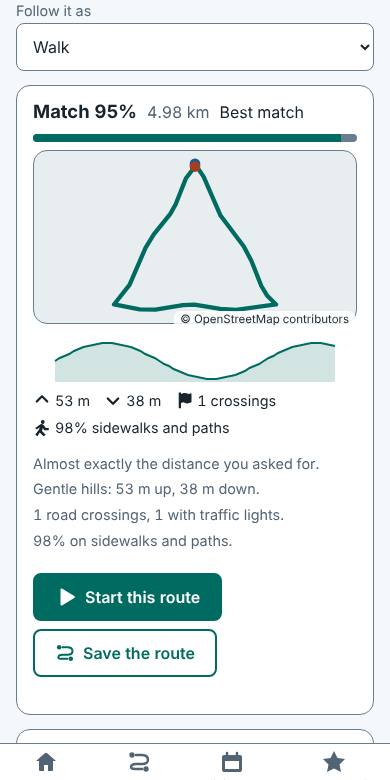 Follow it as
Walk
Match 95% 4.98 km Best match
© OpenStreetMap contributors
53 m 38 m 1 crossings
98% sidewalks and paths
Almost exactly the distance you asked for.
Gentle hills: 53 m up, 38 m down.
1 road crossings, 1 with traffic lights.
98% on sidewalks and paths.
Start this route
Save the route